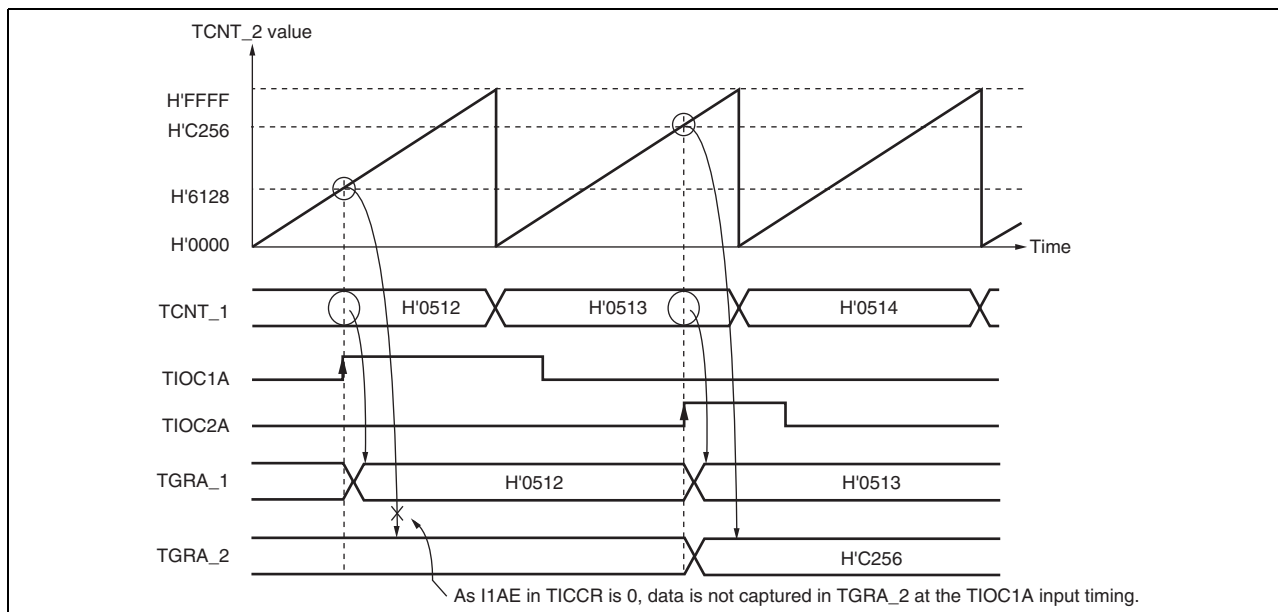 TCNT_2 value
H'FFFF
H'C256
H'6128
H'0000
Time
TCNT_1
H'0512
H'0513
H'0514
TIOC1A
TIOC2A
TGRA_1
H'0512
H'0513
TGRA_2
H'C256
As I1AE in TICCR is 0, data is not captured in TGRA_2 at the TIOC1A input timing.